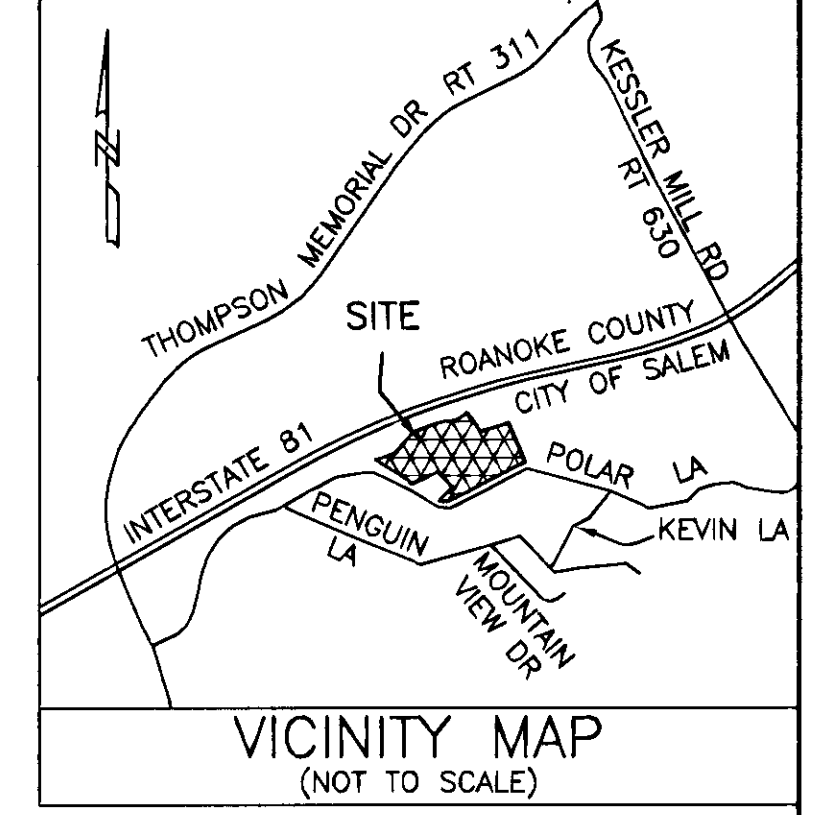 THOMPSON MEMORIAL DR RT 311
KESSLER MILL RD
RT 630
N
SITE
ROANOKE COUNTY
CITY OF SALEM
INTERSTATE 81
POLAR LA
PENGUIN
LA
KEVIN LA
MOUNTAIN
VIEW DR
VICINITY MAP
(NOT TO SCALE)